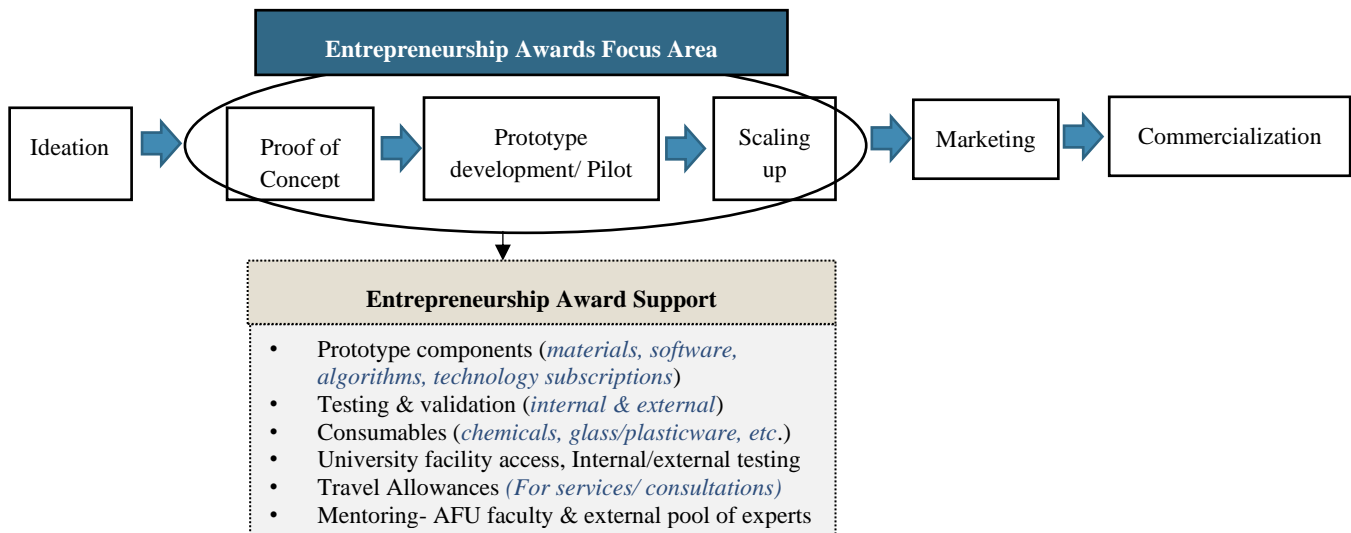 Entrepreneurship Awards Focus Area
Ideation
Proof of
Concept
Prototype
development/ Pilot
Scaling
up
Marketing
Commercialization
Entrepreneurship Award Support
• Prototype components (materials, software,
algorithms, technology subscriptions)
• Testing & validation (internal & external)
• Consumables (chemicals, glass/plasticware, etc.)
• University facility access, Internal/external testing
• Travel Allowances (For services/ consultations)
• Mentoring- AFU faculty & external pool of experts